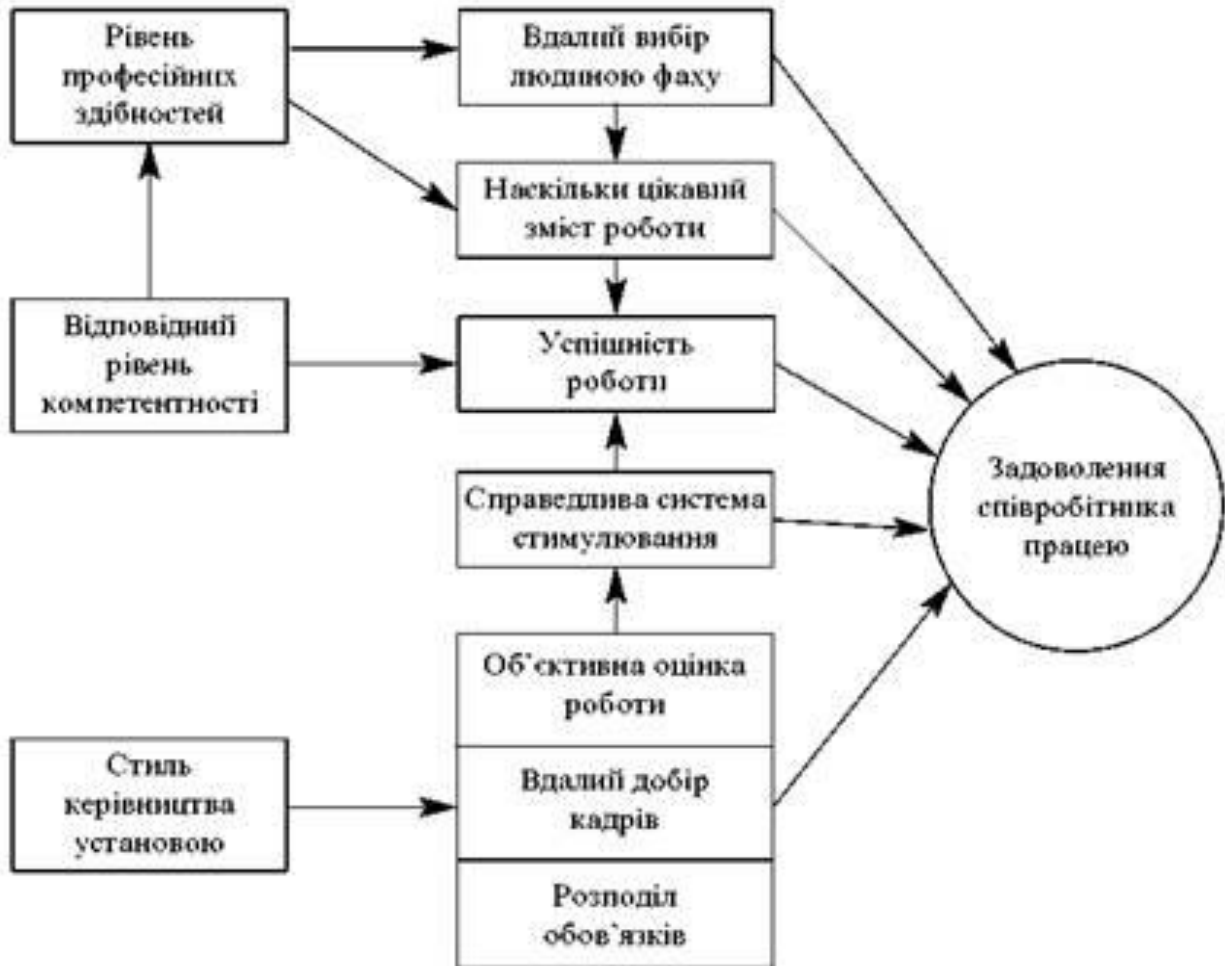 Рівень
професійних
здібностей
Вдалий вибір
людиною фаху
Наскільки цікавий
зміст роботи
Відповідний
рівень
компетентності
Успішність
роботи
Справедлива система
стимулювання
Задоволення
співробітника
працею
Об`єктивна оцінка
роботи
Стиль
керівництва
установою
Вдалий добір
кадрів
Розподіл
обов`язків